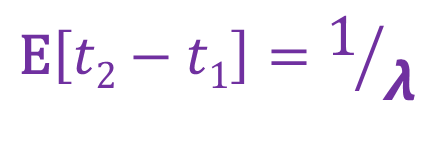 𝐄[𝑡₂ − 𝑡₁] = 1/𝝀